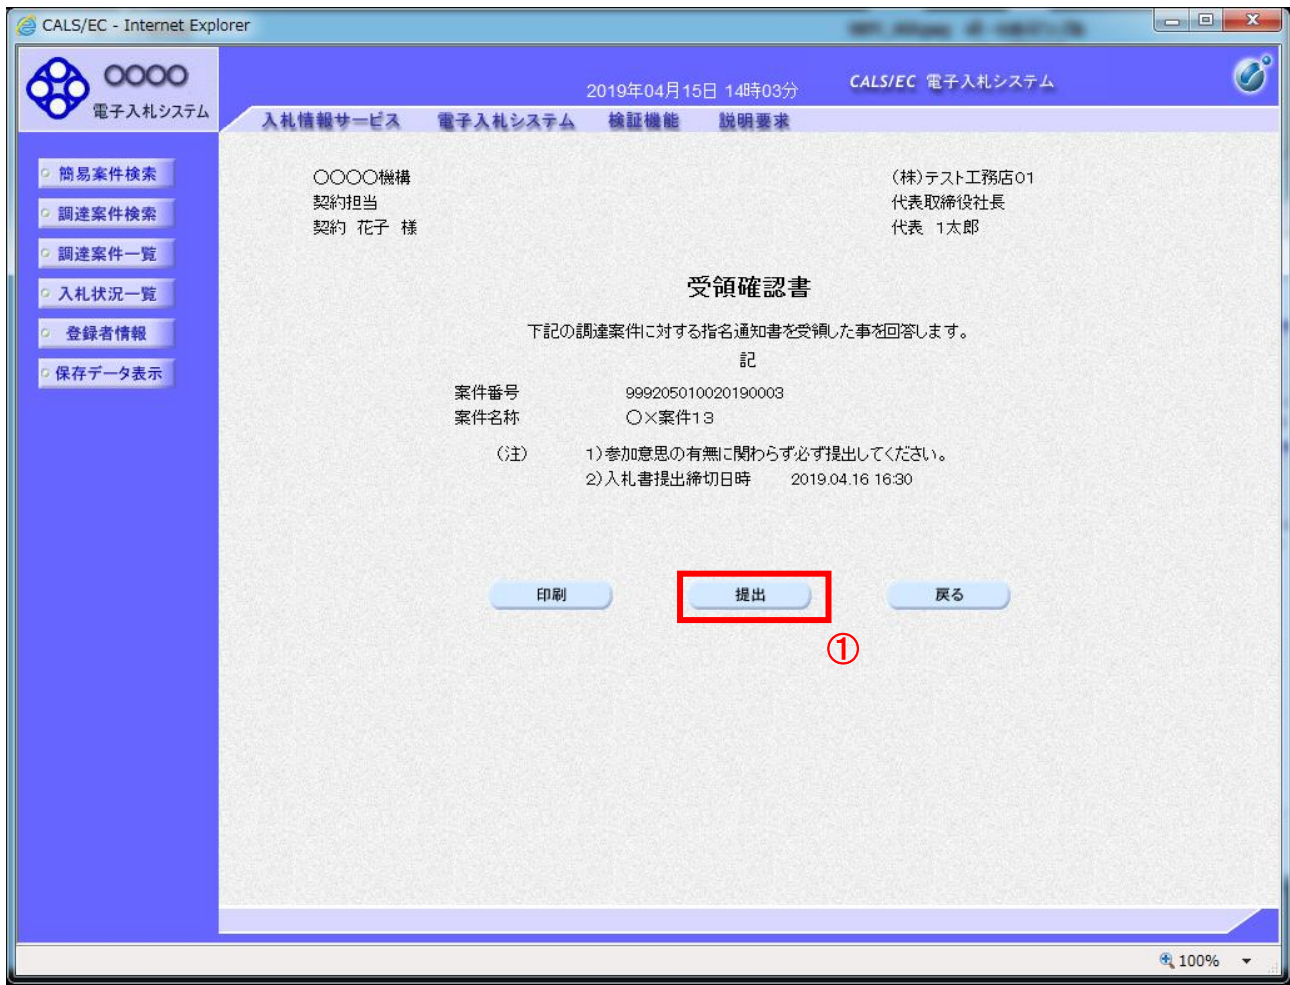 CALS/EC - Internet Explorer
OOOO
電子入札システム
2019年04月15日 14時03分
CALS/EC 電子入札システム
入札情報サービス 電子入札システム 検証機能 説明要求
簡易案件検索
調達案件検索
調達案件一覧
入札状況一覧
登録者情報
保存データ表示
〇〇〇〇機構
契約担当
契約 花子 様
(株)テスト工務店01
代表取締役社長
代表 1太郎
受領確認書
下記の調達案件に対する指名通知書を受領した事を回答します。
記
案件番号 999205010020190003
案件名称 〇×案件13
(注) 1)参加意思の有無に関わらず必ず提出してください。
2)入札書提出締切日時 2019.04.16 16:30
印刷 提出 戻る
①
100%